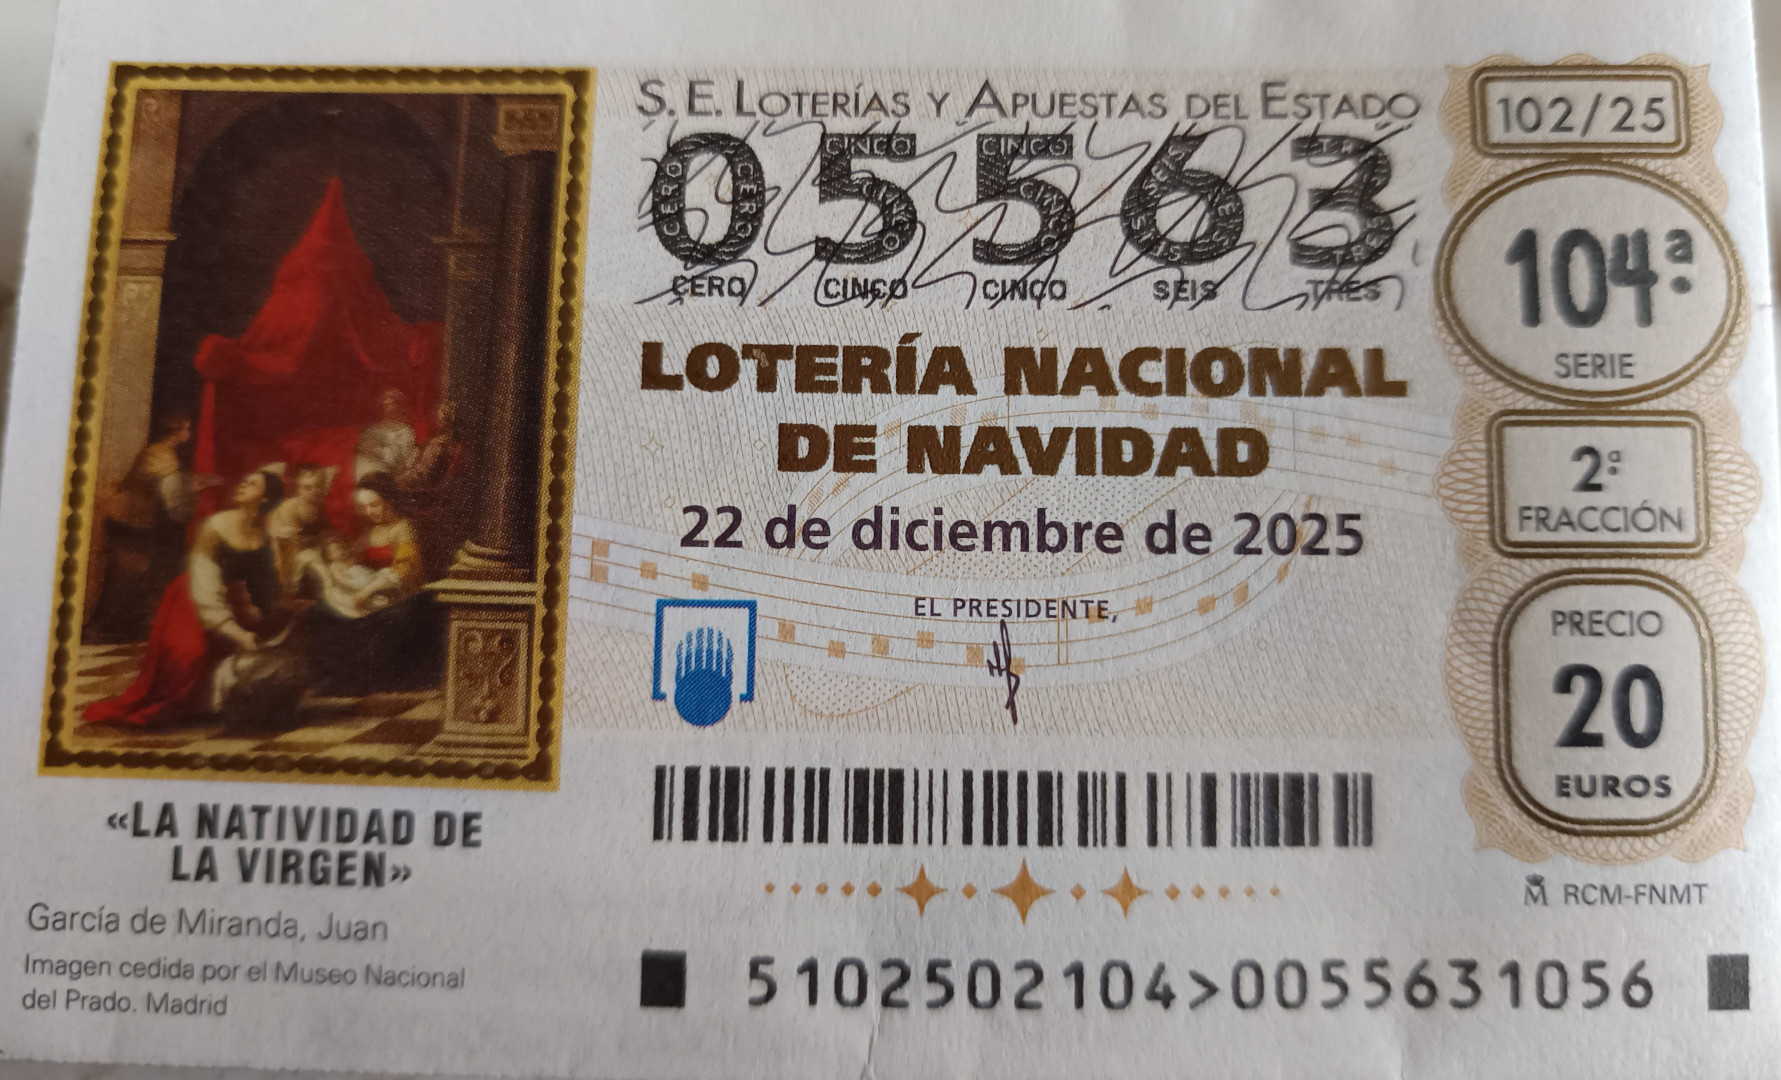 S. E. LOTERÍAS Y APUESTAS DEL ESTADO
05563
CERO CINCO CINCO SEIS TRES
LOTERÍA NACIONAL
DE NAVIDAD
22 de diciembre de 2025
EL PRESIDENTE,
102/25
104ª
SERIE
2ª
FRACCIÓN
PRECIO
20
EUROS
RCM-FNMT
«LA NATIVIDAD DE
LA VIRGEN»
García de Miranda, Juan
Imagen cedida por el Museo Nacional
del Prado. Madrid
5102502104>0055631056